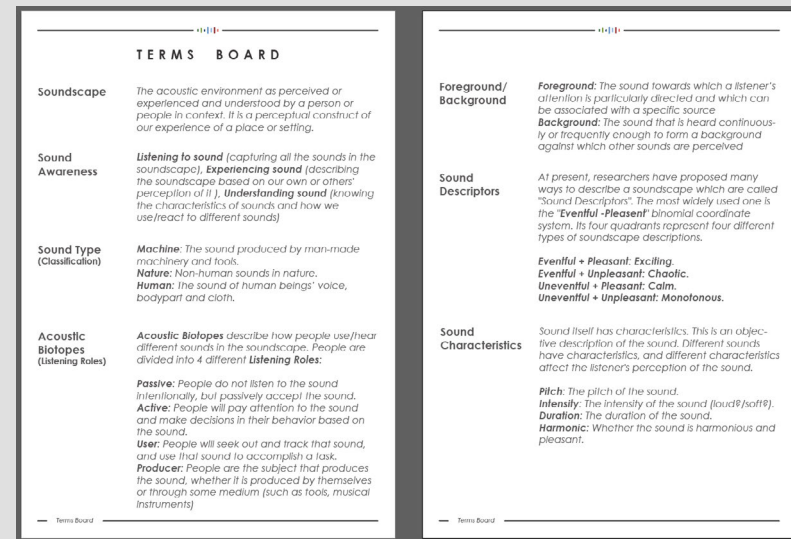 TERMS BOARD
Soundscape
The acoustic environment as perceived or
experienced and understood by a person or
people in context. It is a perceptual construct of
our experience of a place or setting.
Sound
Awareness
Listening to sound (capturing all the sounds in the
soundscape), Experiencing sound (describing
the soundscape based on our own or others'
perception of it ), Understanding sound (knowing
the characteristics of sounds and how we
use/react to different sounds)
Sound Type
(Classification)
Machine: The sound produced by man-made
machinery and tools.
Nature: Non-human sounds in nature.
Human: The sound of human beings' voice,
bodypart and cloth.
Acoustic
Biotopes
(Listening Roles)
Acoustic Biotopes describe how people use/hear
different sounds in the soundscape. People are
divided into 4 different Listening Roles:
Passive: People do not listen to the sound
intentionally, but passively accept the sound.
Active: People will pay attention to the sound
and make decisions in their behavior based on
the sound.
User: People will seek out and track that sound,
and use that sound to accomplish a task.
Producer: People are the subject that produces
the sound, whether it is produced by themselves
or through some medium (such as tools, musical
instruments)
Terms Board
Foreground/
Background
Foreground: The sound towards which a listener's
attention is particularly directed and which can
be associated with a specific source
Background: The sound that is heard continuous-
ly or frequently enough to form a background
against which other sounds are perceived
Sound
Descriptors
At present, researchers have proposed many
ways to describe a soundscape which are called
"Sound Descriptors". The most widely used one is
the "Eventful -Pleasent" binomial coordinate
system. Its four quadrants represent four different
types of soundscape descriptions.
Eventful + Pleasant: Exciting.
Eventful + Unpleasant: Chaotic.
Uneventful + Pleasant: Calm.
Uneventful + Unpleasant: Monotonous.
Sound
Characteristics
Sound itself has characteristics. This is an objec-
tive description of the sound. Different sounds
have characteristics, and different characteristics
affect the listener's perception of the sound.
Pitch: The pitch of the sound.
Intensity: The intensity of the sound (loud?/soft?).
Duration: The duration of the sound.
Harmonic: Whether the sound is harmonious and
pleasant.
Terms Board